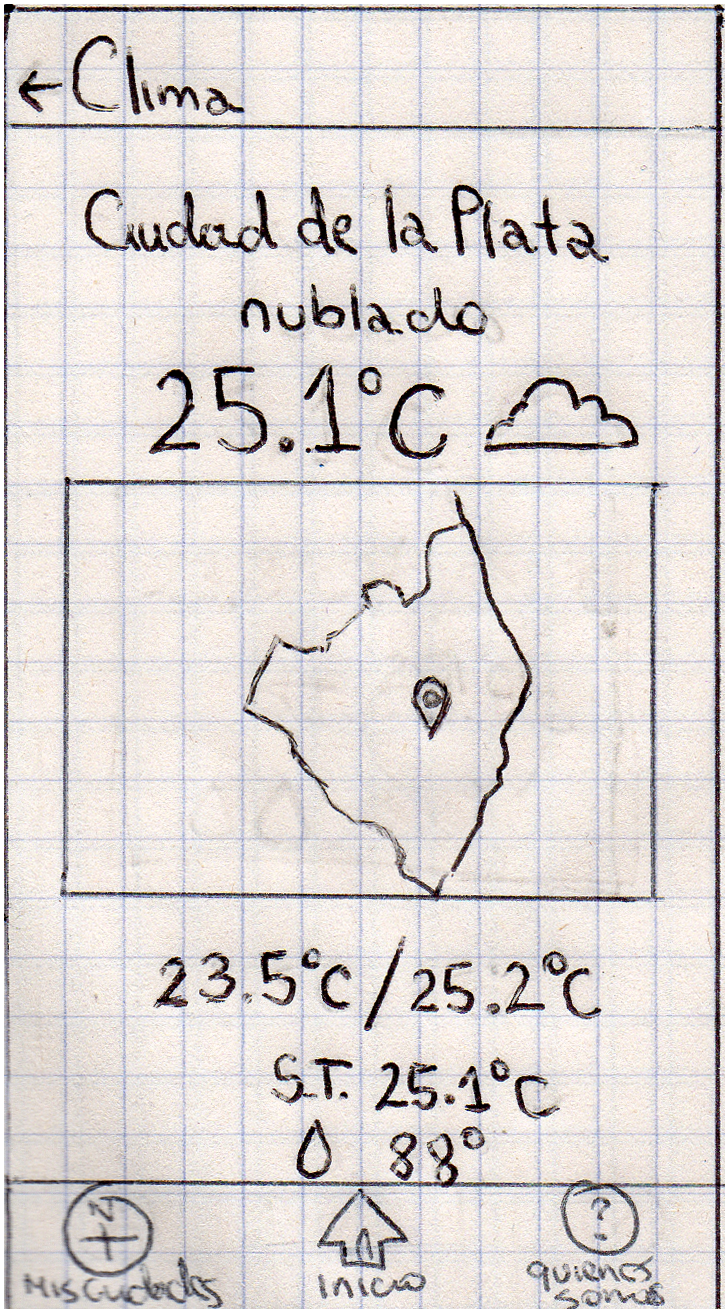 ← Clima
Ciudad de la Plata
nublado
25.1°C
23.5°C/25.2°C
S.T. 25.1°C
88°
N
?
Mis ciudades
inicio
quienes
somos